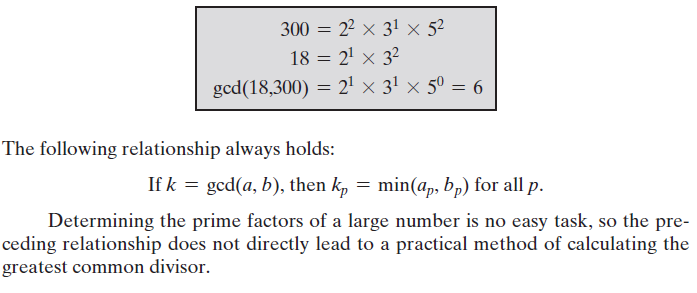 300 = 2² × 3¹ × 5²
18 = 2¹ × 3²
gcd(18,300) = 2¹ × 3¹ × 5⁰ = 6
The following relationship always holds:
If k = gcd(a, b), then kₚ = min(aₚ, bₚ) for all p.
Determining the prime factors of a large number is no easy task, so the pre-
ceding relationship does not directly lead to a practical method of calculating the
greatest common divisor.